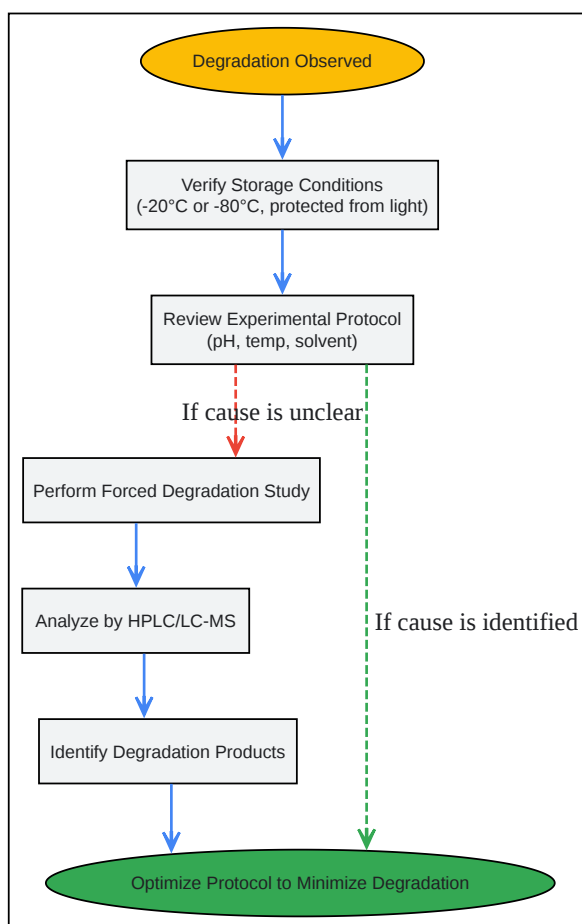 Degradation Observed
Verify Storage Conditions
(-20°C or -80°C, protected from light)
Review Experimental Protocol
(pH, temp, solvent)
If cause is unclear
Perform Forced Degradation Study
Analyze by HPLC/LC-MS
If cause is identified
Identify Degradation Products
Optimize Protocol to Minimize Degradation